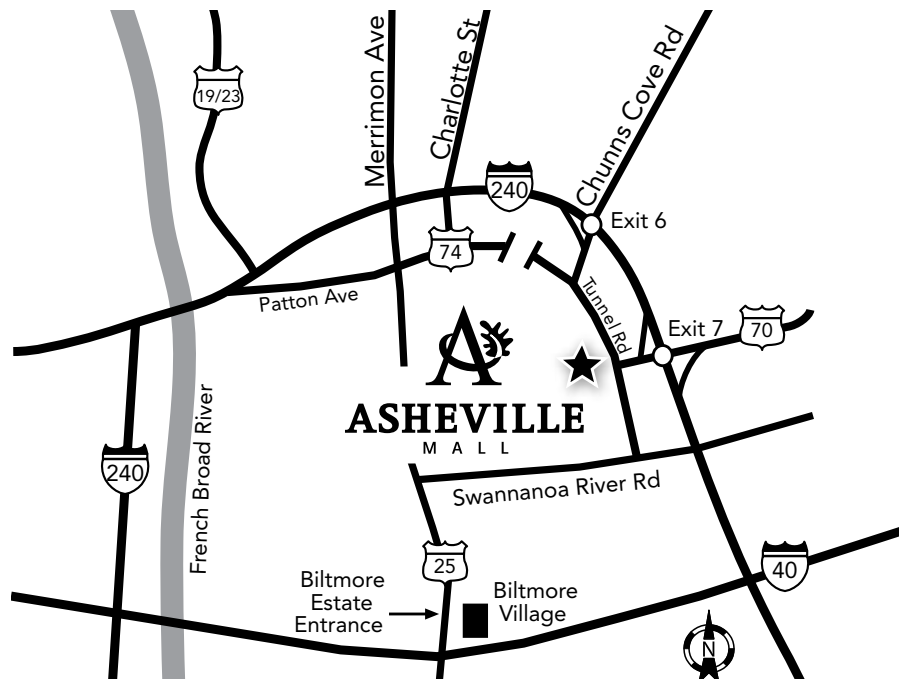 19/23
Merrimon Ave
Charlotte St
Chunns Cove Rd
240
Exit 6
74
Patton Ave
Tunnel Rd
Exit 7
70
ASHEVILLE
MALL
240
French Broad River
Swannanoa River Rd
25
40
Biltmore
Estate
Entrance
Biltmore
Village
N